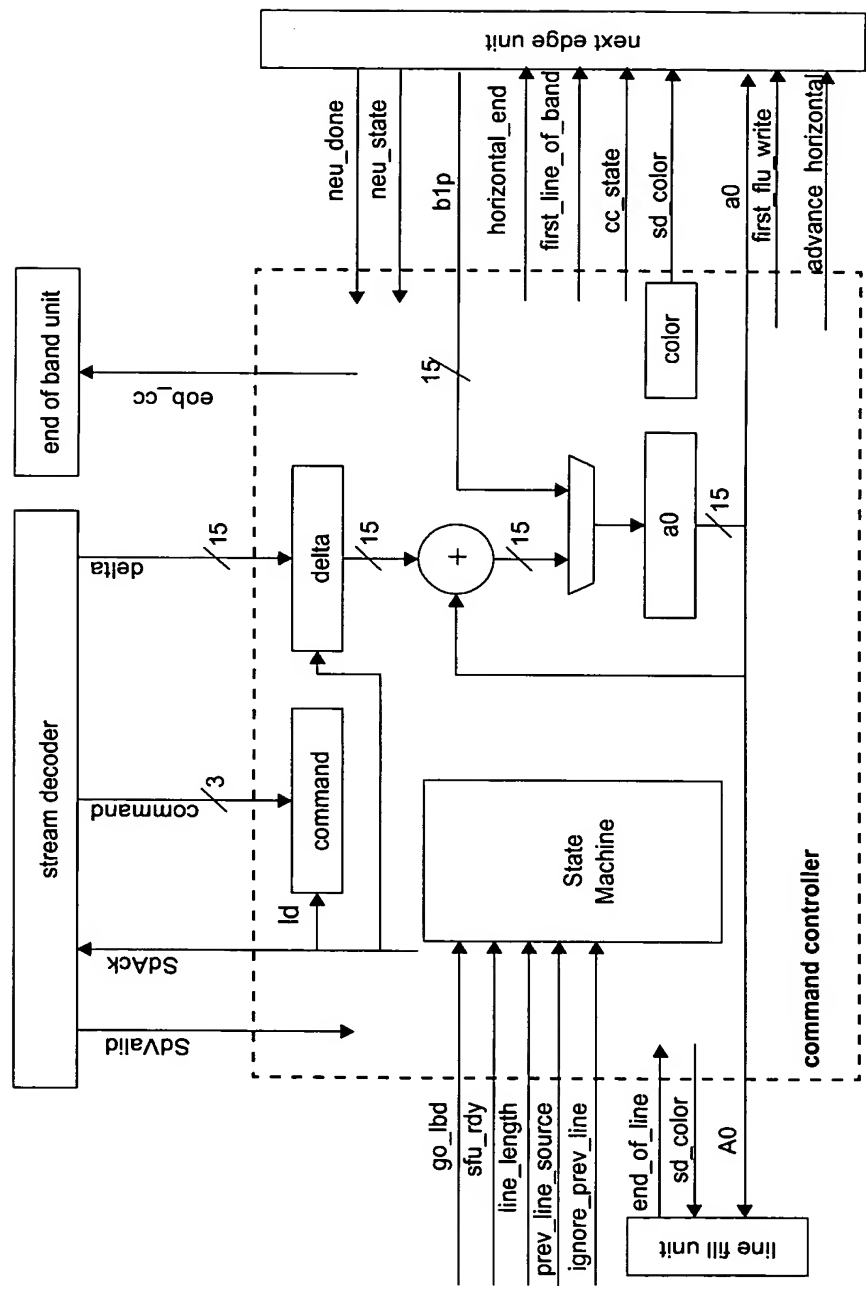 stream decoder
end of band unit
SdValid
SdAck
command
3
delta
15
eob_cc
neu_done
neu_state
b1p
horizontal_end
first_line_of_band
cc_state
sd_color
a0
first_flu_write
advance_horizontal
next edge unit
ld
command
delta
15
+
15
15
color
a0
15
State
Machine
go_lbd
sfu_rdy
line_length
prev_line_source
ignore_prev_line
end_of_line
sd_color
A0
line fill unit
command controller